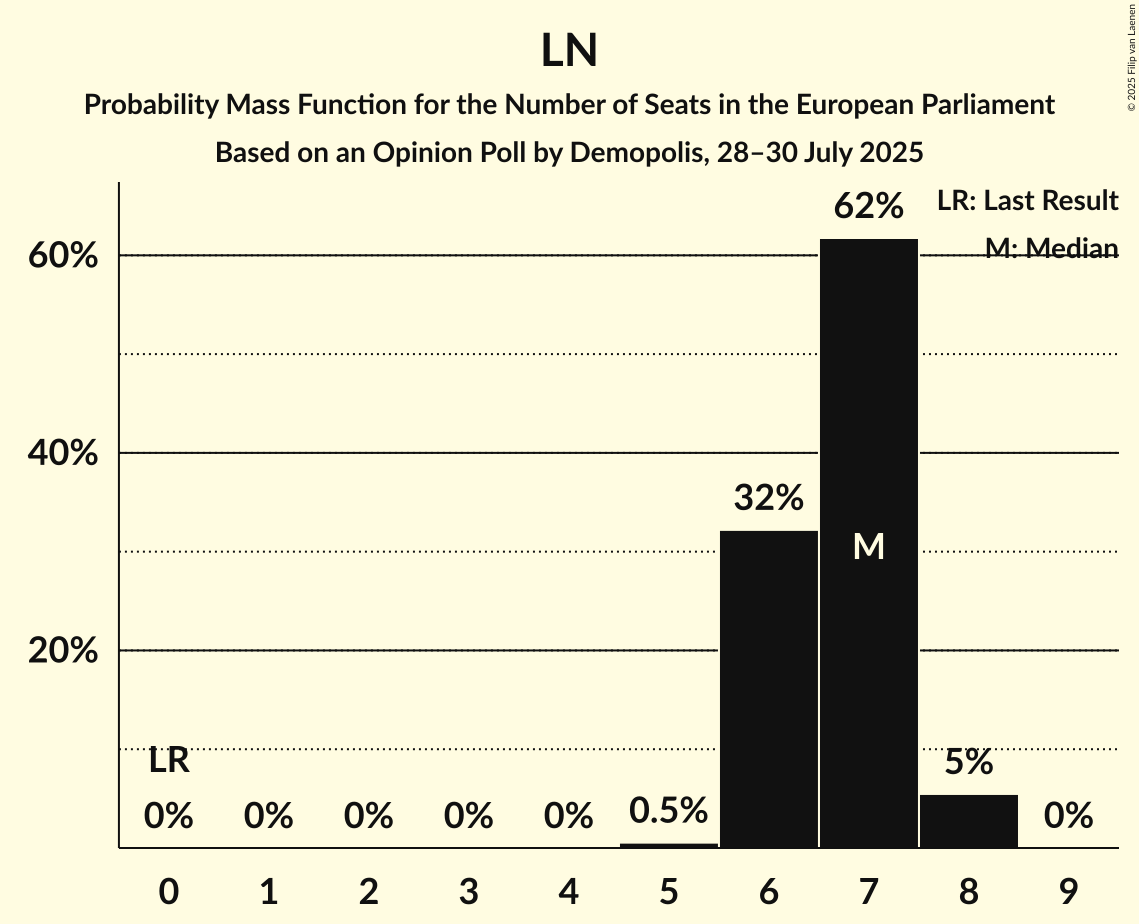 LN
Probability Mass Function for the Number of Seats in the European Parliament
Based on an Opinion Poll by Demopolis, 28–30 July 2025
© 2025 Filip van Laenen
LR: Last Result
M: Median
62%
60%
40%
32%
M
20%
LR
5%
0% 0% 0% 0% 0% 0.5% 0%
0 1 2 3 4 5 6 7 8 9